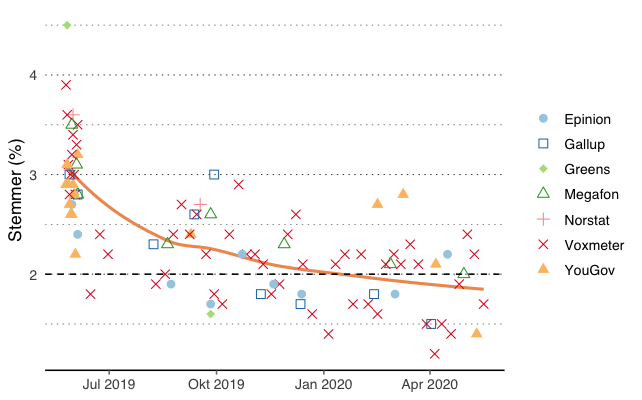 4
3
2
Stemmer (%)
Jul 2019
Okt 2019
Jan 2020
Apr 2020
Epinion
Gallup
Greens
Megafon
Norstat
Voxmeter
YouGov